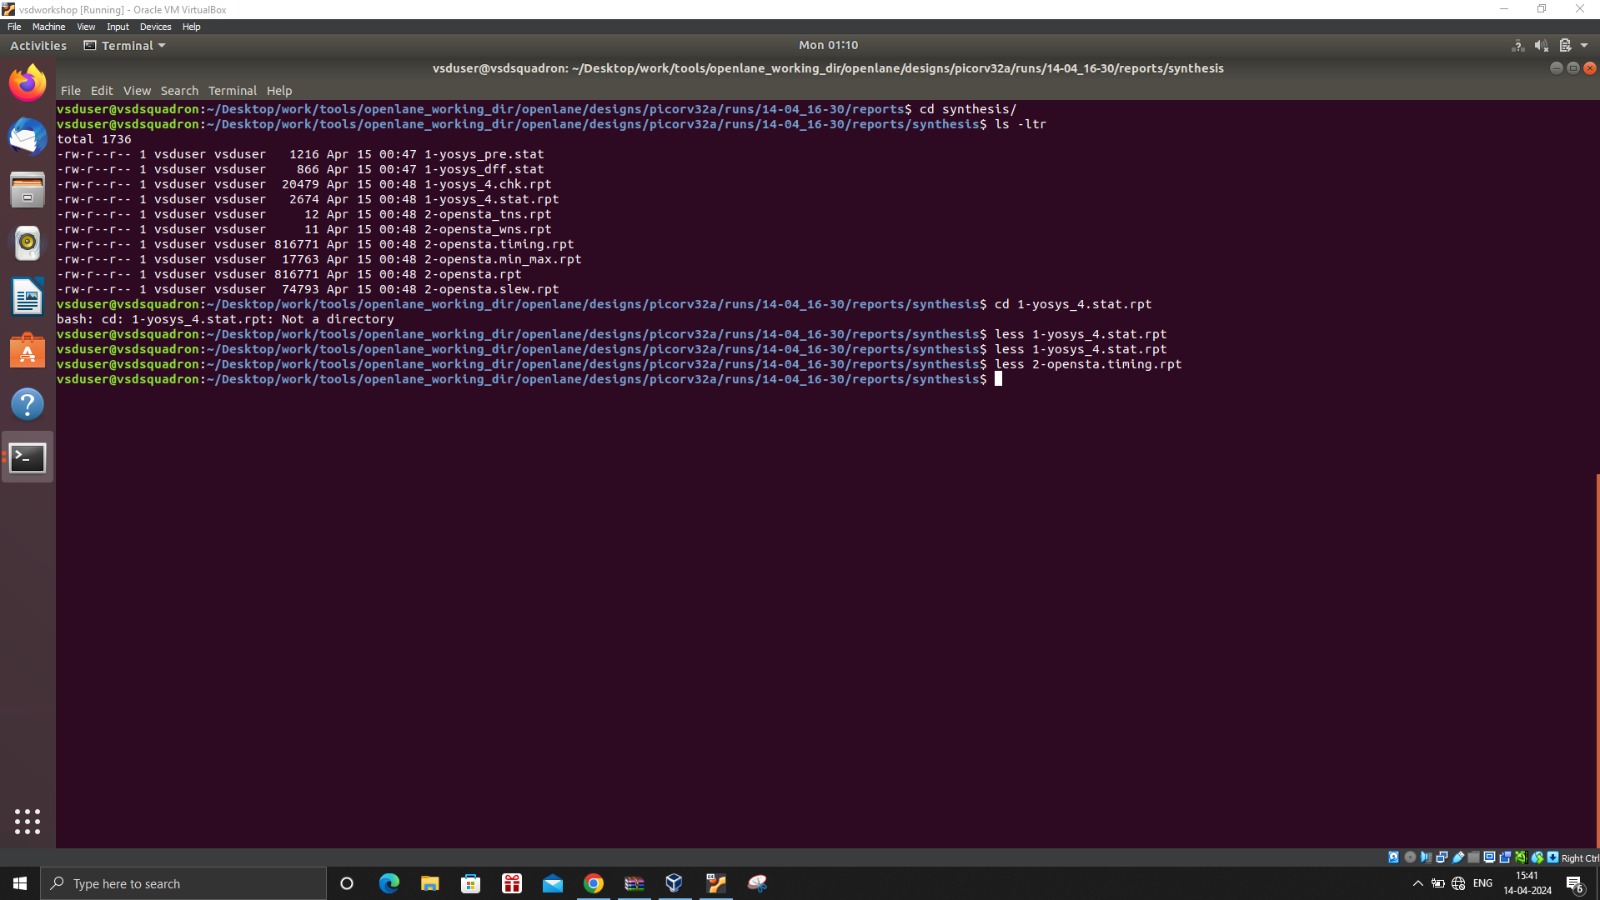 vsdworkshop [Running] - Oracle VM VirtualBox
File Machine View Input Devices Help
Activities Terminal Mon 01:10
vsduser@vsdsquadron: ~/Desktop/work/tools/openlane_working_dir/openlane/designs/picorv32a/runs/14-04_16-30/reports/synthesis
File Edit View Search Terminal Help
vsduser@vsdsquadron:~/Desktop/work/tools/openlane_working_dir/openlane/designs/picorv32a/runs/14-04_16-30/reports$ cd synthesis/
vsduser@vsdsquadron:~/Desktop/work/tools/openlane_working_dir/openlane/designs/picorv32a/runs/14-04_16-30/reports/synthesis$ ls -ltr
total 1736
-rw-r--r-- 1 vsduser vsduser   1216 Apr 15 00:47 1-yosys_pre.stat
-rw-r--r-- 1 vsduser vsduser    866 Apr 15 00:47 1-yosys_dff.stat
-rw-r--r-- 1 vsduser vsduser  20479 Apr 15 00:48 1-yosys_4.chk.rpt
-rw-r--r-- 1 vsduser vsduser   2674 Apr 15 00:48 1-yosys_4.stat.rpt
-rw-r--r-- 1 vsduser vsduser     12 Apr 15 00:48 2-opensta_tns.rpt
-rw-r--r-- 1 vsduser vsduser     11 Apr 15 00:48 2-opensta_wns.rpt
-rw-r--r-- 1 vsduser vsduser 816771 Apr 15 00:48 2-opensta.timing.rpt
-rw-r--r-- 1 vsduser vsduser  17763 Apr 15 00:48 2-opensta.min_max.rpt
-rw-r--r-- 1 vsduser vsduser 816771 Apr 15 00:48 2-opensta.rpt
-rw-r--r-- 1 vsduser vsduser  74793 Apr 15 00:48 2-opensta.slew.rpt
vsduser@vsdsquadron:~/Desktop/work/tools/openlane_working_dir/openlane/designs/picorv32a/runs/14-04_16-30/reports/synthesis$ cd 1-yosys_4.stat.rpt
bash: cd: 1-yosys_4.stat.rpt: Not a directory
vsduser@vsdsquadron:~/Desktop/work/tools/openlane_working_dir/openlane/designs/picorv32a/runs/14-04_16-30/reports/synthesis$ less 1-yosys_4.stat.rpt
vsduser@vsdsquadron:~/Desktop/work/tools/openlane_working_dir/openlane/designs/picorv32a/runs/14-04_16-30/reports/synthesis$ less 1-yosys_4.stat.rpt
vsduser@vsdsquadron:~/Desktop/work/tools/openlane_working_dir/openlane/designs/picorv32a/runs/14-04_16-30/reports/synthesis$ less 2-opensta.timing.rpt
vsduser@vsdsquadron:~/Desktop/work/tools/openlane_working_dir/openlane/designs/picorv32a/runs/14-04_16-30/reports/synthesis$
Right Ctrl
Type here to search
ENG
15:41
14-04-2024
6